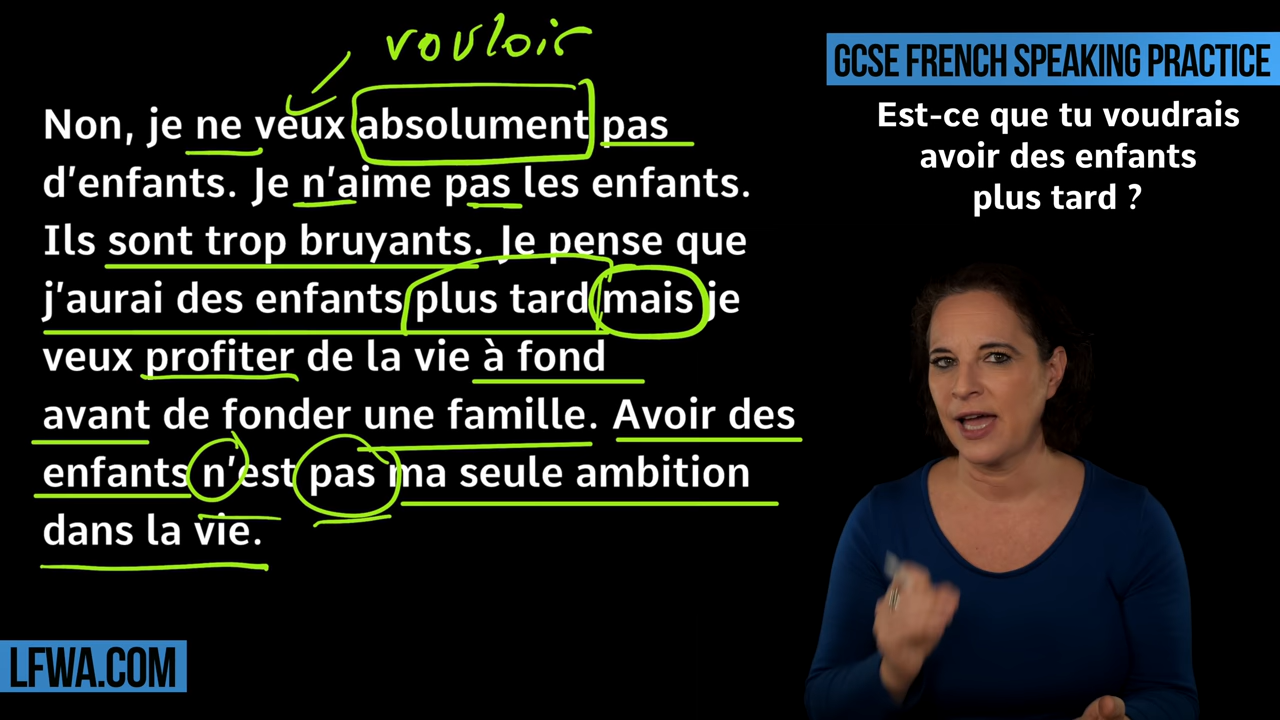 vouloir
Non, je ne veux absolument pas
d'enfants. Je n'aime pas les enfants.
Ils sont trop bruyants. Je pense que
j'aurai des enfants plus tard mais je
veux profiter de la vie à fond
avant de fonder une famille. Avoir des
enfants n'est pas ma seule ambition
dans la vie.
GCSE FRENCH SPEAKING PRACTICE
Est-ce que tu voudrais
avoir des enfants
plus tard ?
LFWA.COM